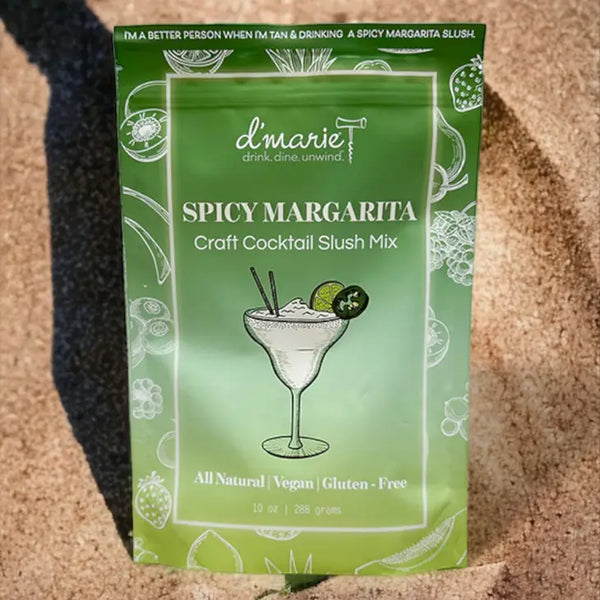 I'M A BETTER PERSON WHEN I'M TAN & DRINKING A SPICY MARGARITA SLUSH.
d'marie
drink.dine.unwind.
SPICY MARGARITA
Craft Cocktail Slush Mix
All Natural | Vegan | Gluten - Free
10 oz | 288 grams